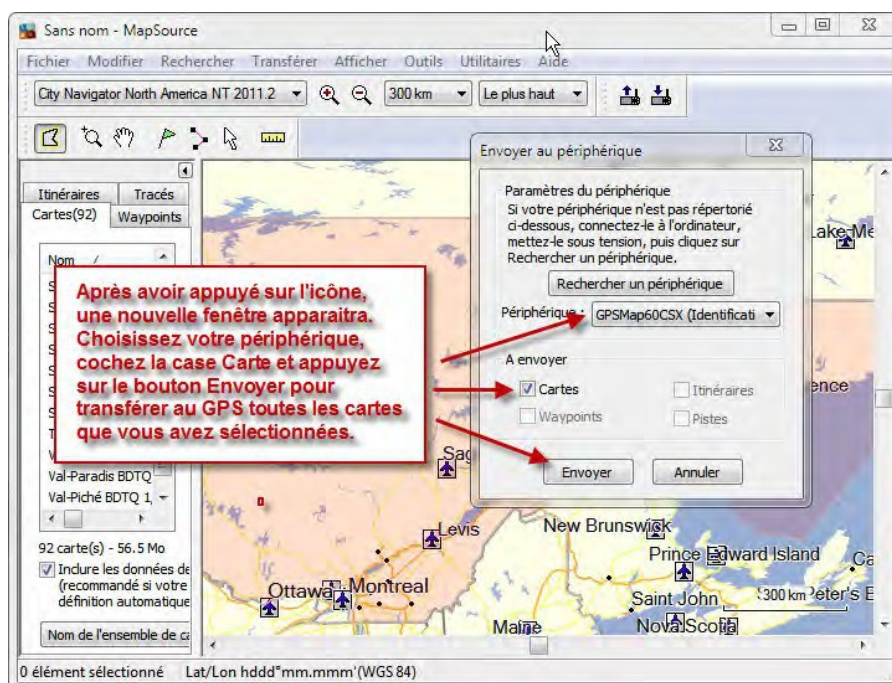 Sans nom - MapSource
Fichier Modifier Rechercher Transférer Afficher Outils Utilitaires Aide
City Navigator North America NT 2011.2
300 km
Le plus haut
Itinéraires
Tracés
Cartes(92)
Waypoints
Nom
Val-Paradis BDTQ
Val-Piché BDTQ 1,
92 carte(s) - 56.5 Mo
Indure les données de
(recommandé si votre
définition automatique
Nom de l'ensemble de ca
0 élément sélectionné
Lat/Lon hddd°mm.mmm'(WGS 84)
Après avoir appuyé sur l'icône,
une nouvelle fenêtre apparaitra.
Choisissez votre périphérique,
cochez la case Carte et appuyez
sur le bouton Envoyer pour
transférer au GPS toutes les cartes
que vous avez sélectionnées.
Envoyer au périphérique
Paramètres du périphérique
Si votre périphérique n'est pas répertorié
ci-dessous, connectez-le à l'ordinateur,
mettez-le sous tension, puis cliquez sur
Rechercher un périphérique.
Rechercher un périphérique
Périphérique :
GPSMap60CSX (Identificati
A envoyer
Cartes
Itinéraires
Waypoints
Pistes
Envoyer
Annuler
Lake-Me
ence
Sag
Levis
New Brunswick
Prince Edward Island
Ca
Ottawa
Montreal
Saint John
300 km
Peter's B
Maine
Nova Scotia